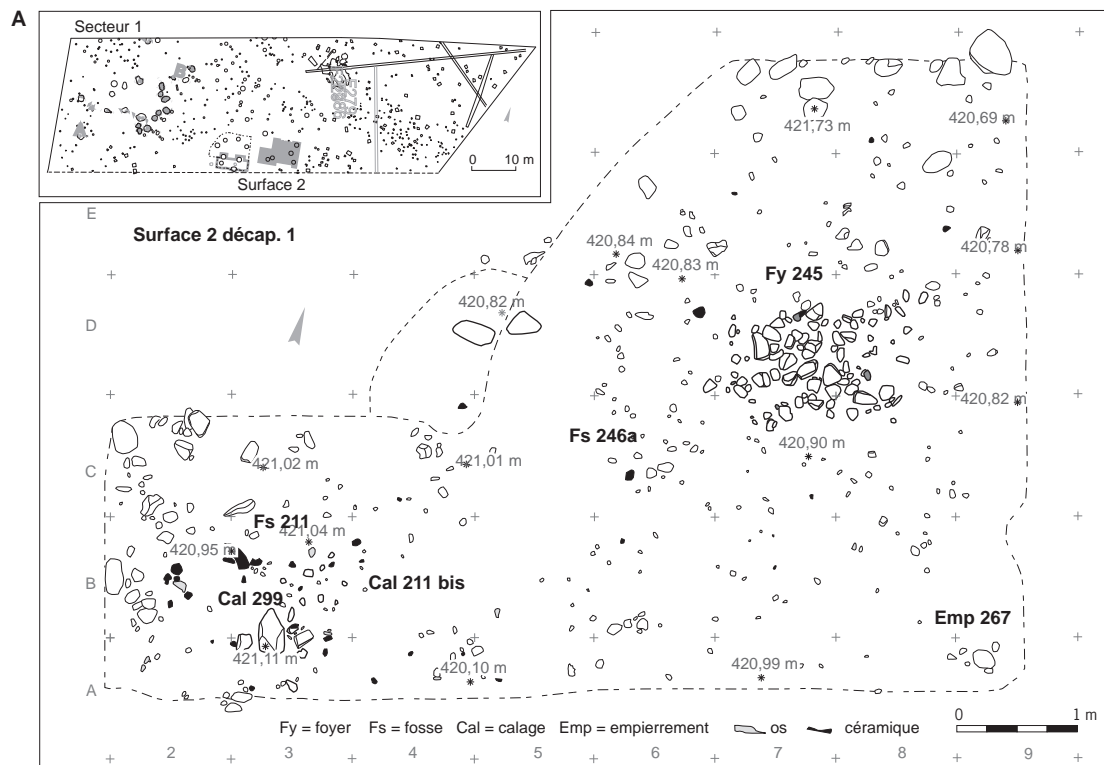 A
Secteur 1
Surface 2
0 10 m
Surface 2 décap. 1
421,73 m
420,69 m
E
420,84 m
420,83 m
420,78 m
Fy 245
420,82 m
D
420,82 m
Fs 246a
420,90 m
421,02 m
421,01 m
C
Fs 211
421,04 m
420,95 m
Cal 299
Cal 211 bis
B
Emp 267
421,11 m
420,10 m
420,99 m
A
Fy = foyer Fs = fosse Cal = calage Emp = empierrement os céramique
0 1 m
2 3 4 5 6 7 8 9